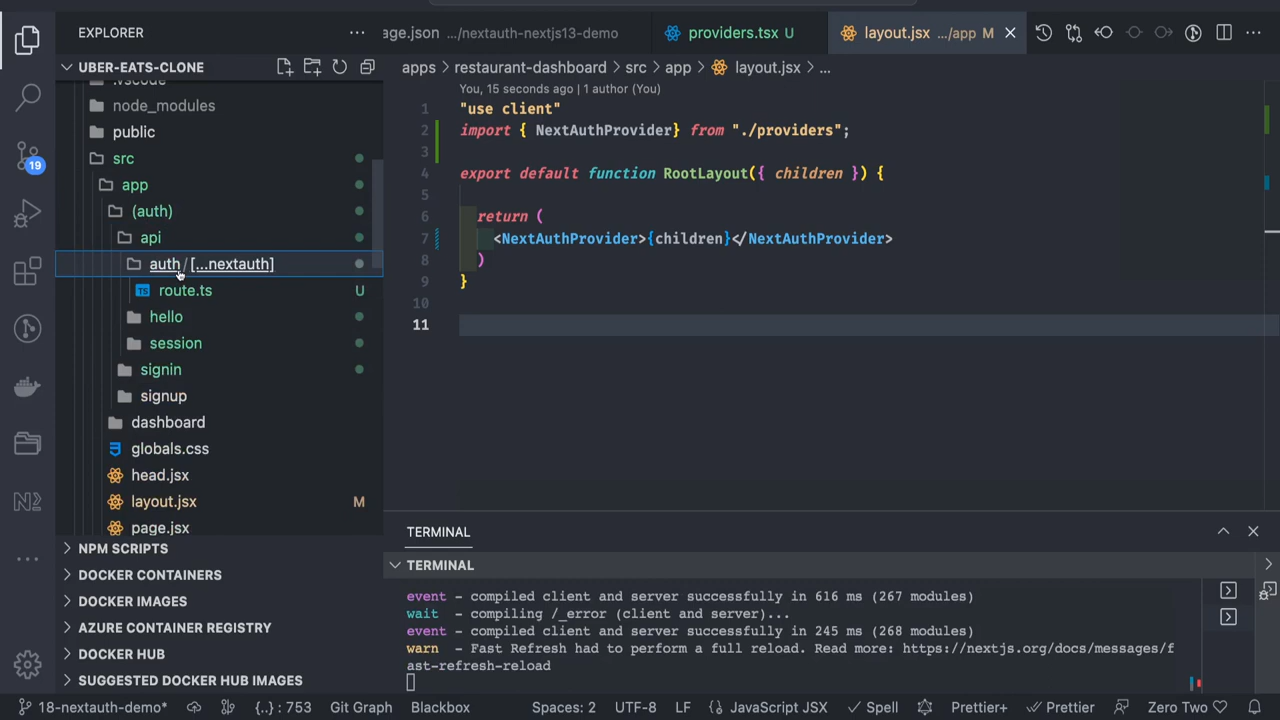 EXPLORER
UBER-EATS-CLONE
.vscode
node_modules
public
src
app
(auth)
api
auth / [...nextauth]
route.ts U
hello
session
signin
signup
dashboard
globals.css
head.jsx
layout.jsx M
page.jsx
NPM SCRIPTS
DOCKER CONTAINERS
DOCKER IMAGES
AZURE CONTAINER REGISTRY
DOCKER HUB
SUGGESTED DOCKER HUB IMAGES
19
age.json .../nextauth-nextjs13-demo
providers.tsx U
layout.jsx .../app M
apps › restaurant-dashboard › src › app › layout.jsx › ...
You, 15 seconds ago | 1 author (You)
1 "use client"
2 import { NextAuthProvider} from "./providers";
3
4 export default function RootLayout({ children }) {
5
6 return (
7 <NextAuthProvider>{children}</NextAuthProvider>
8 )
9 }
10
11
TERMINAL
TERMINAL
event - compiled client and server successfully in 616 ms (267 modules)
wait - compiling /_error (client and server)...
event - compiled client and server successfully in 245 ms (268 modules)
warn - Fast Refresh had to perform a full reload. Read more: https://nextjs.org/docs/messages/f
ast-refresh-reload
18-nextauth-demo* {..} : 753 Git Graph Blackbox Spaces: 2 UTF-8 LF {} JavaScript JSX Spell Prettier+ Prettier Zero Two